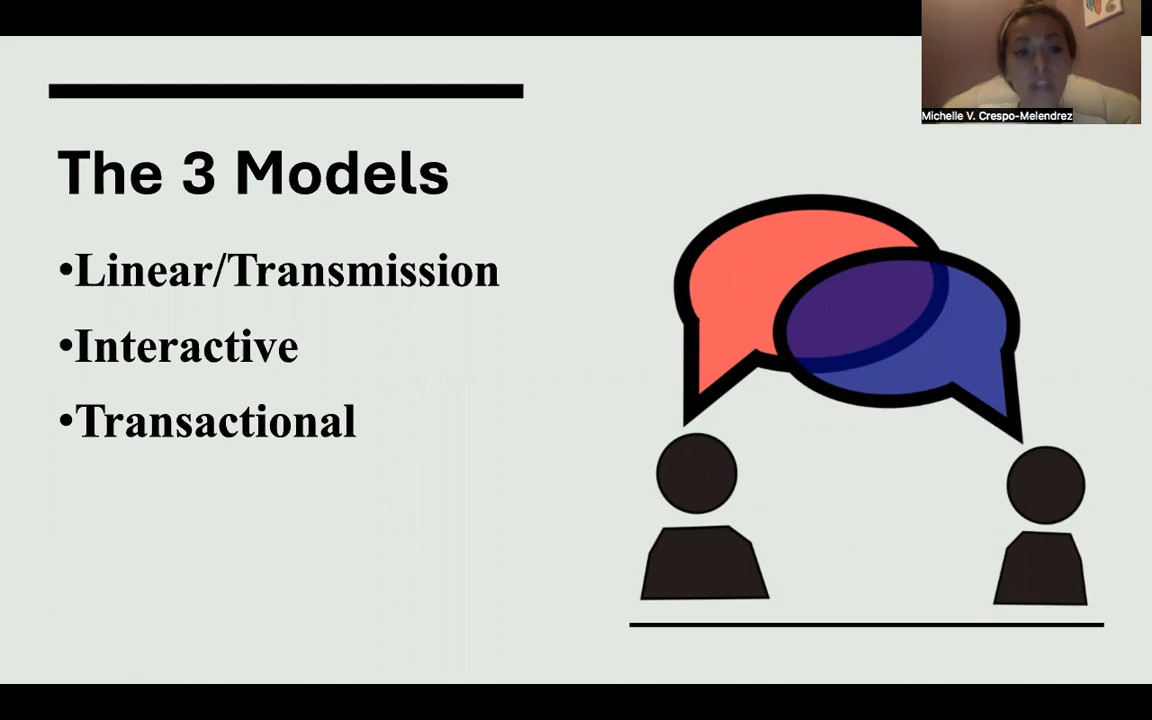 Michelle V. Crespo-Melendrez
The 3 Models
•Linear/Transmission
•Interactive
•Transactional